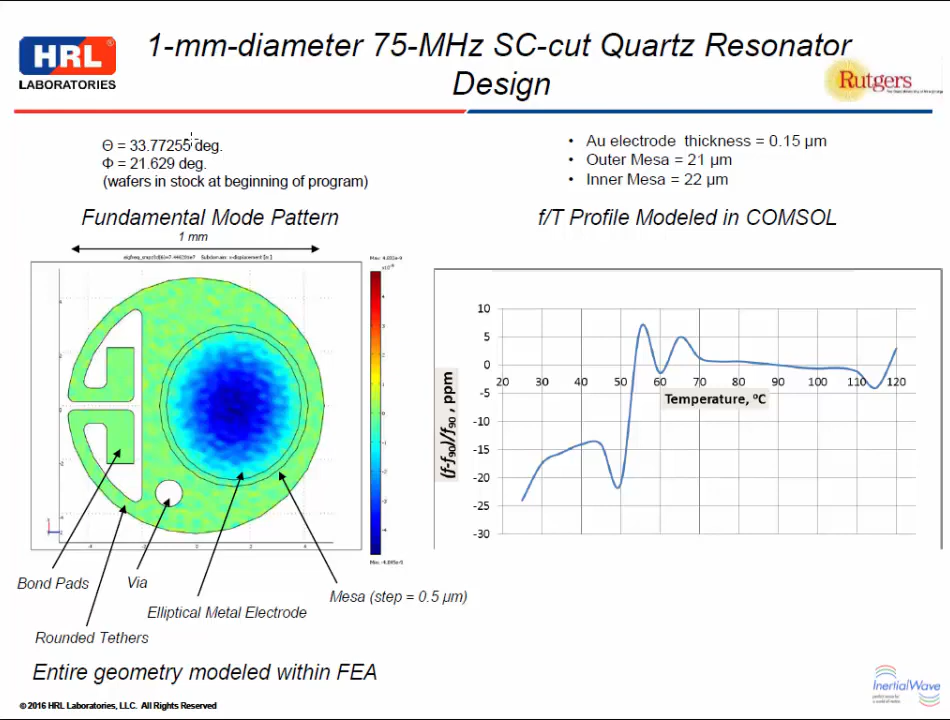 1-mm-diameter 75-MHz SC-cut Quartz Resonator
Design
HRL
LABORATORIES
Rutgers
Θ = 33.77255 deg.
Φ = 21.629 deg.
(wafers in stock at beginning of program)
• Au electrode thickness = 0.15 µm
• Outer Mesa = 21 µm
• Inner Mesa = 22 µm
Fundamental Mode Pattern
1 mm
f/T Profile Modeled in COMSOL
10
5
0
-5
-10
-15
-20
-25
-30
20 30 40 50 60 70 80 90 100 110 120
Temperature, ºC
(f-f90)/f90 , ppm
Bond Pads
Via
Elliptical Metal Electrode
Mesa (step = 0.5 µm)
Rounded Tethers
Entire geometry modeled within FEA
InertialWave
© 2016 HRL Laboratories, LLC. All Rights Reserved